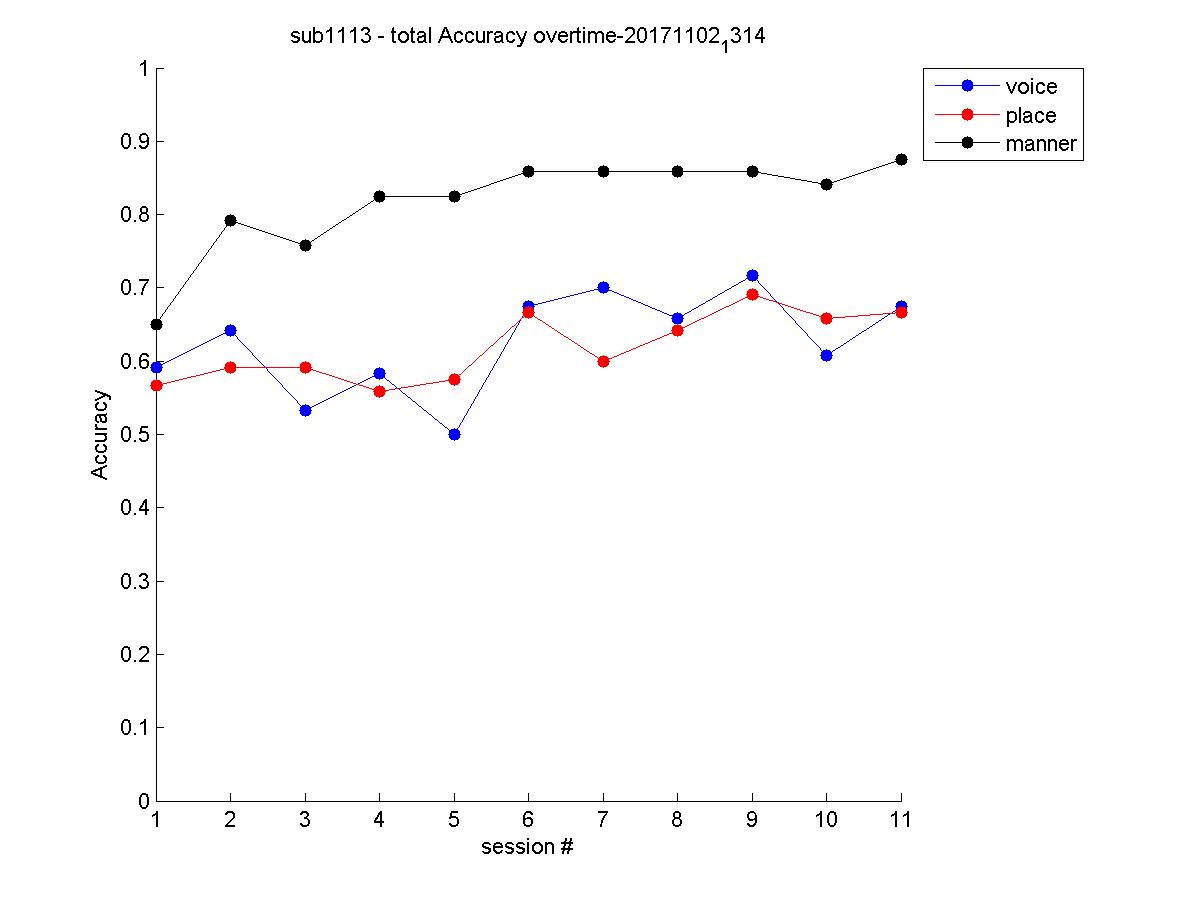 sub1113 - total Accuracy overtime-20171102₁314
voice
place
manner
1
0.9
0.8
0.7
0.6
0.5
0.4
0.3
0.2
0.1
0
Accuracy
1 2 3 4 5 6 7 8 9 10 11
session #